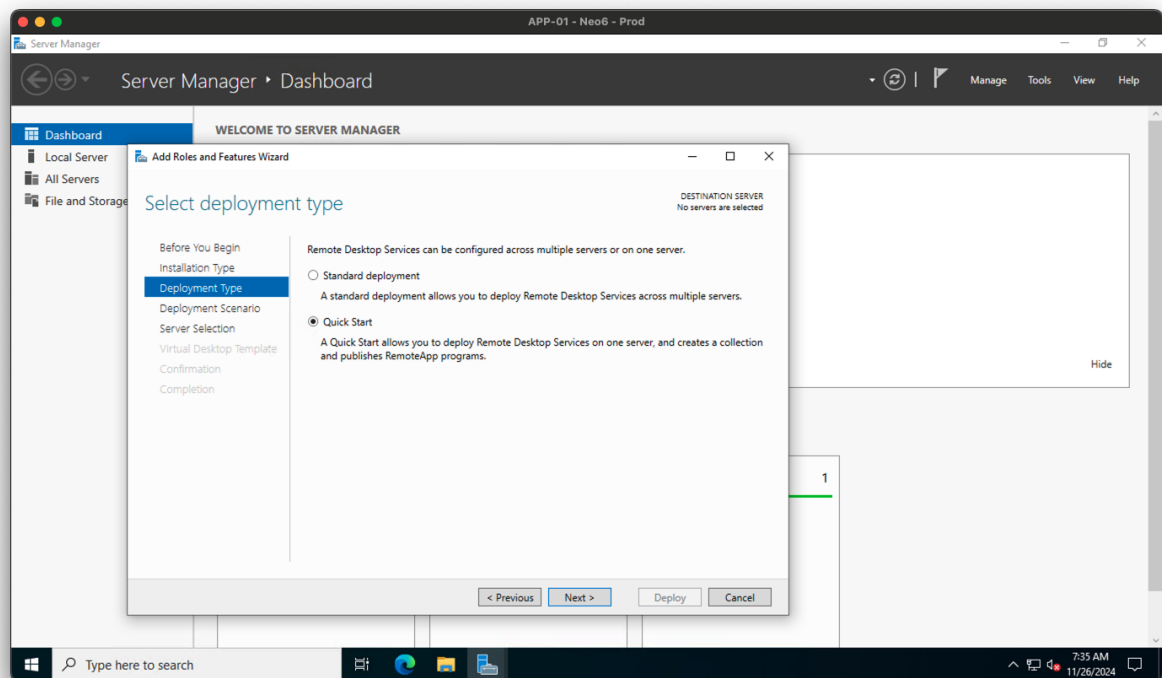 APP-01 - Neo6 - Prod
Server Manager
Server Manager ‣ Dashboard
Manage Tools View Help
Dashboard
Local Server
All Servers
File and Storage
WELCOME TO SERVER MANAGER
Add Roles and Features Wizard
Select deployment type
DESTINATION SERVER
No servers are selected
Before You Begin
Installation Type
Deployment Type
Deployment Scenario
Server Selection
Virtual Desktop Template
Confirmation
Completion
Remote Desktop Services can be configured across multiple servers or on one server.
Standard deployment
A standard deployment allows you to deploy Remote Desktop Services across multiple servers.
Quick Start
A Quick Start allows you to deploy Remote Desktop Services on one server, and creates a collection
and publishes RemoteApp programs.
< Previous Next > Deploy Cancel
Hide
1
Type here to search
7:35 AM
11/26/2024